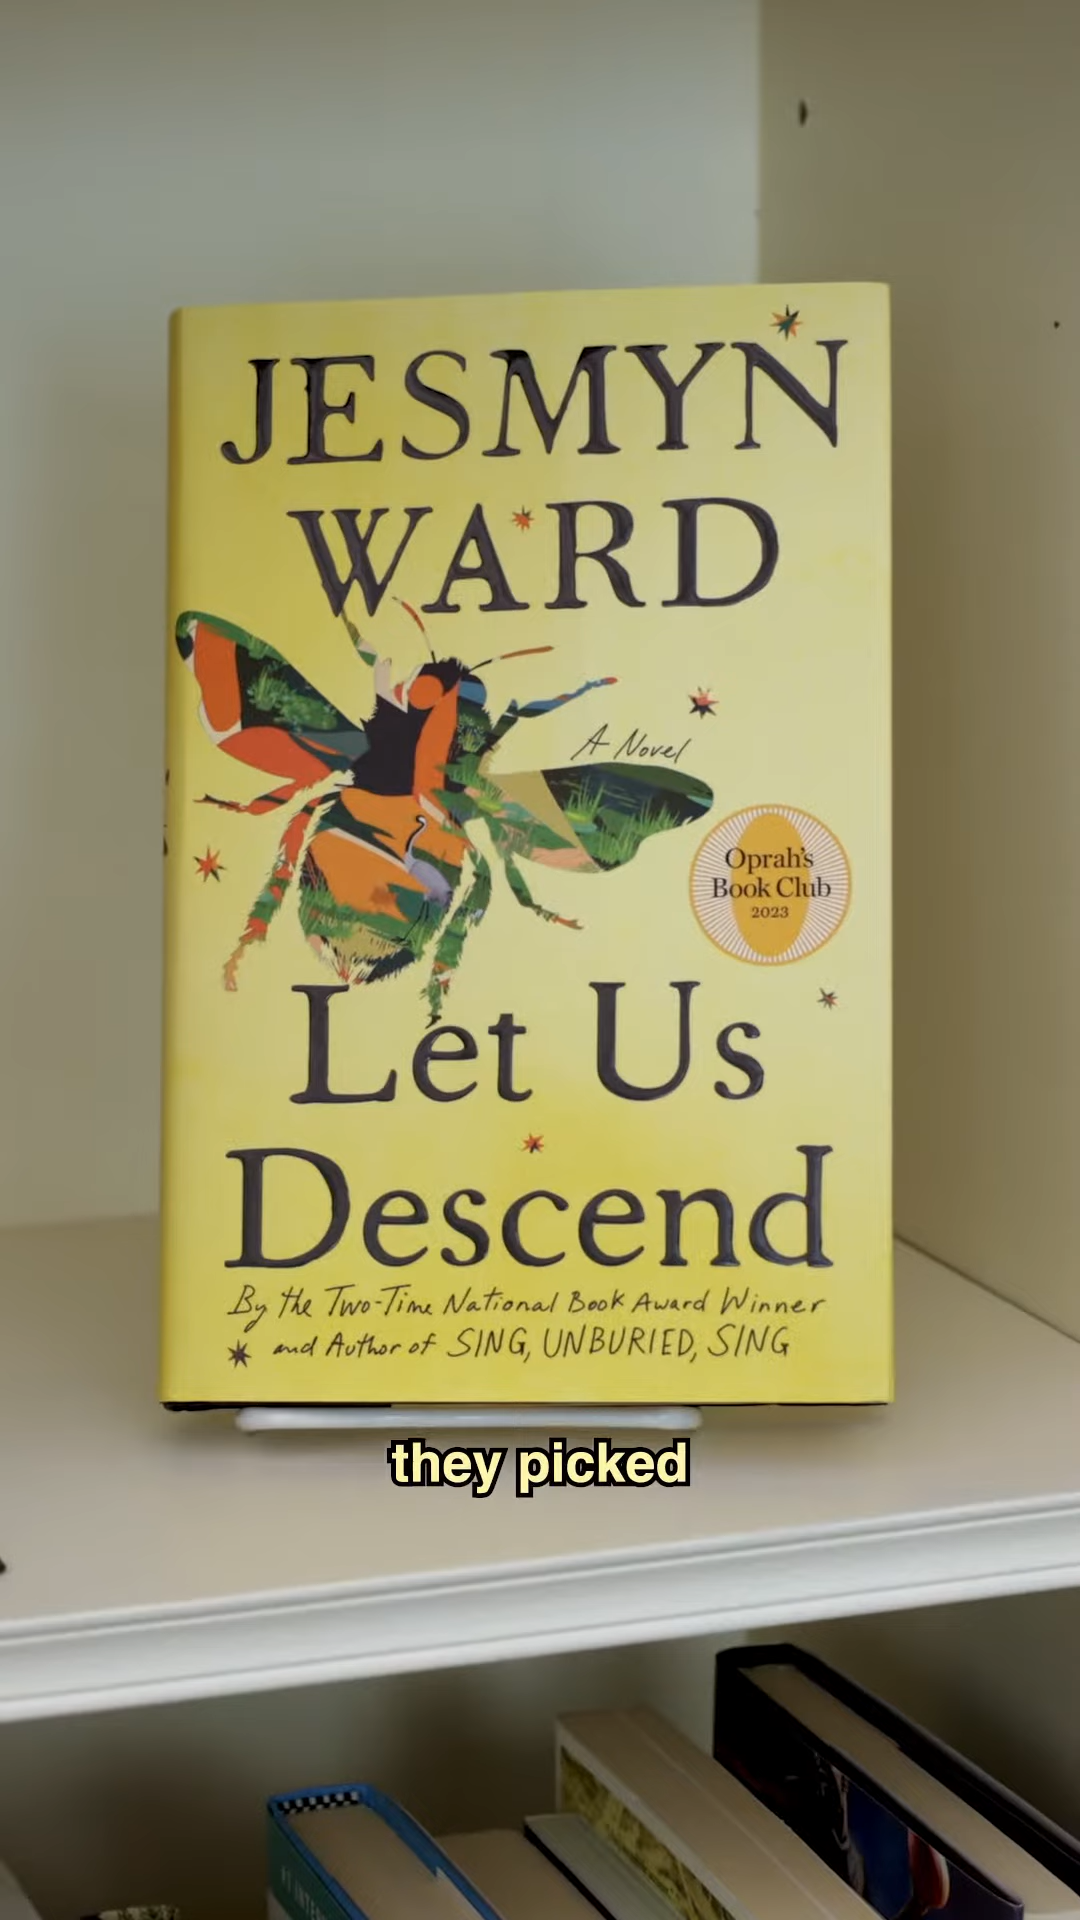 JESMYN
WARD
A Novel
Oprah's
Book Club
2023
Let Us
Descend
By the Two-Time National Book Award Winner
and Author of SING, UNBURIED, SING
they picked